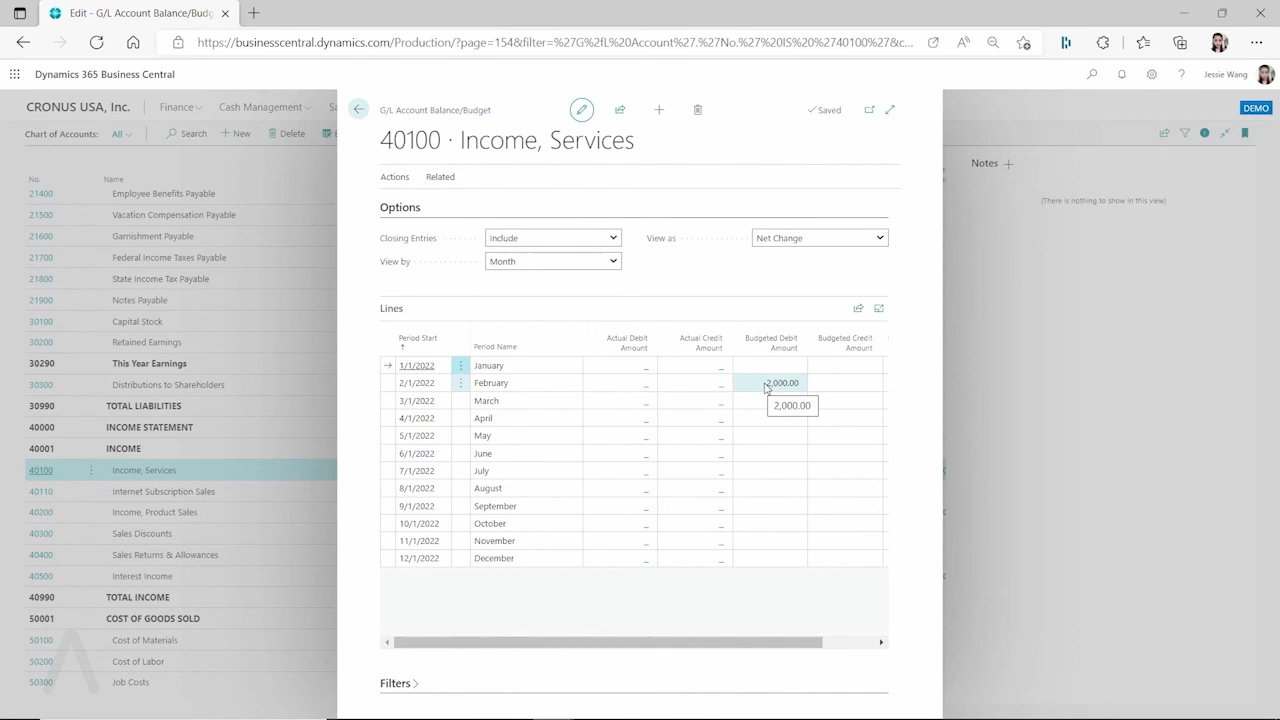 Edit - G/L Account Balance/Budg
https://businesscentral.dynamics.com/Production/?page=154&filter=%27G%2fL%20Account%27.%27No.%27%20IS%20%2740100%27&c...
Dynamics 365 Business Central
Jessie Wang
CRONUS USA, Inc.
Finance
Cash Management
Sa
DEMO
Chart of Accounts:
All
Search
New
Delete
E
No.
Name
21400 Employee Benefits Payable
21500 Vacation Compensation Payable
21600 Garnishment Payable
21700 Federal Income Taxes Payable
21800 State Income Tax Payable
21900 Notes Payable
30100 Capital Stock
30200 Retained Earnings
30290 This Year Earnings
30300 Distributions to Shareholders
30990 TOTAL LIABILITIES
40000 INCOME STATEMENT
40001 INCOME
40100 Income, Services
40110 Internet Subscription Sales
40200 Income, Product Sales
40300 Sales Discounts
40400 Sales Returns & Allowances
40500 Interest Income
40990 TOTAL INCOME
50001 COST OF GOODS SOLD
50100 Cost of Materials
50200 Cost of Labor
50300 Job Costs
G/L Account Balance/Budget
Saved
40100 · Income, Services
Actions Related
Options
Closing Entries Include
View as Net Change
View by Month
Lines
Period Start
Period Name
Actual Debit Amount
Actual Credit Amount
Budgeted Debit Amount
Budgeted Credit Amount
1/1/2022 January _ _
2/1/2022 February _ _ 2,000.00
2,000.00
3/1/2022 March _ _
4/1/2022 April _ _
5/1/2022 May _ _
6/1/2022 June _ _
7/1/2022 July _ _
8/1/2022 August _ _
9/1/2022 September _ _
10/1/2022 October _ _
11/1/2022 November _ _
12/1/2022 December _ _
Filters
Notes
(There is nothing to show in this view)